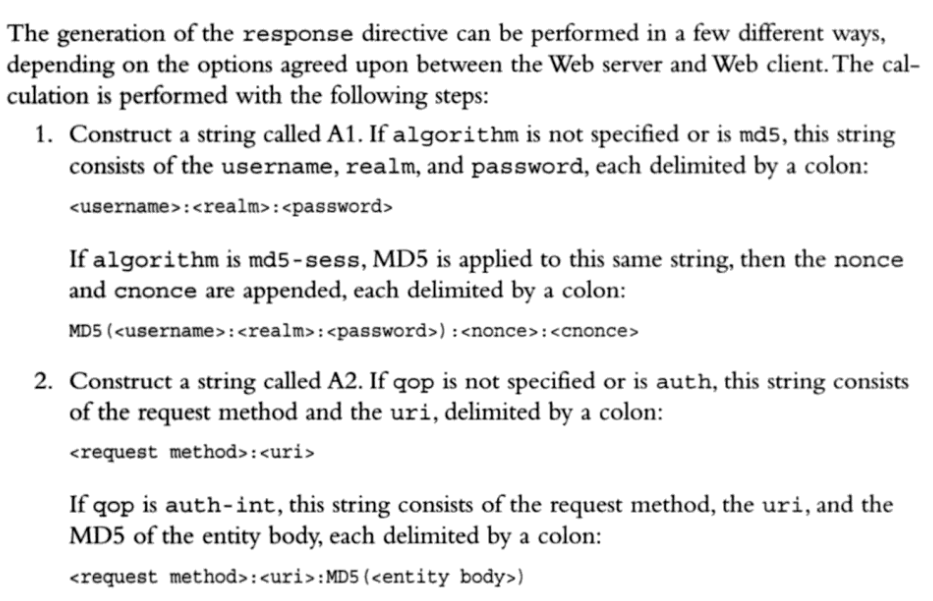 The generation of the response directive can be performed in a few different ways,
depending on the options agreed upon between the Web server and Web client. The cal-
culation is performed with the following steps:
1. Construct a string called A1. If algorithm is not specified or is md5, this string
consists of the username, realm, and password, each delimited by a colon:
<username>:<realm>:<password>
If algorithm is md5-sess, MD5 is applied to this same string, then the nonce
and cnonce are appended, each delimited by a colon:
MD5(<username>:<realm>:<password>):<nonce>:<cnonce>
2. Construct a string called A2. If qop is not specified or is auth, this string consists
of the request method and the uri, delimited by a colon:
<request method>:<uri>
If qop is auth-int, this string consists of the request method, the uri, and the
MD5 of the entity body, each delimited by a colon:
<request method>:<uri>:MD5(<entity body>)